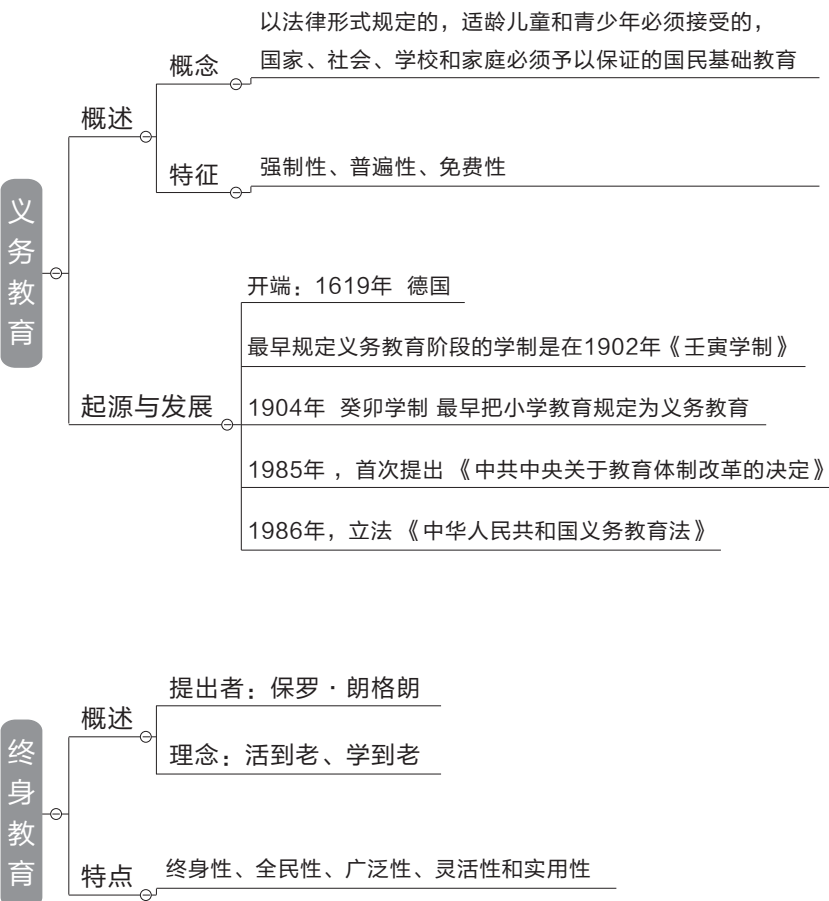 义务教育
概述
概念
以法律形式规定的，适龄儿童和青少年必须接受的，
国家、社会、学校和家庭必须予以保证的国民基础教育
特征
强制性、普遍性、免费性
起源与发展
开端：1619年 德国
最早规定义务教育阶段的学制是在1902年《壬寅学制》
1904年 癸卯学制 最早把小学教育规定为义务教育
1985年 ，首次提出 《中共中央关于教育体制改革的决定》
1986年，立法 《中华人民共和国义务教育法》
终身教育
概述
提出者：保罗·朗格朗
理念：活到老、学到老
特点
终身性、全民性、广泛性、灵活性和实用性